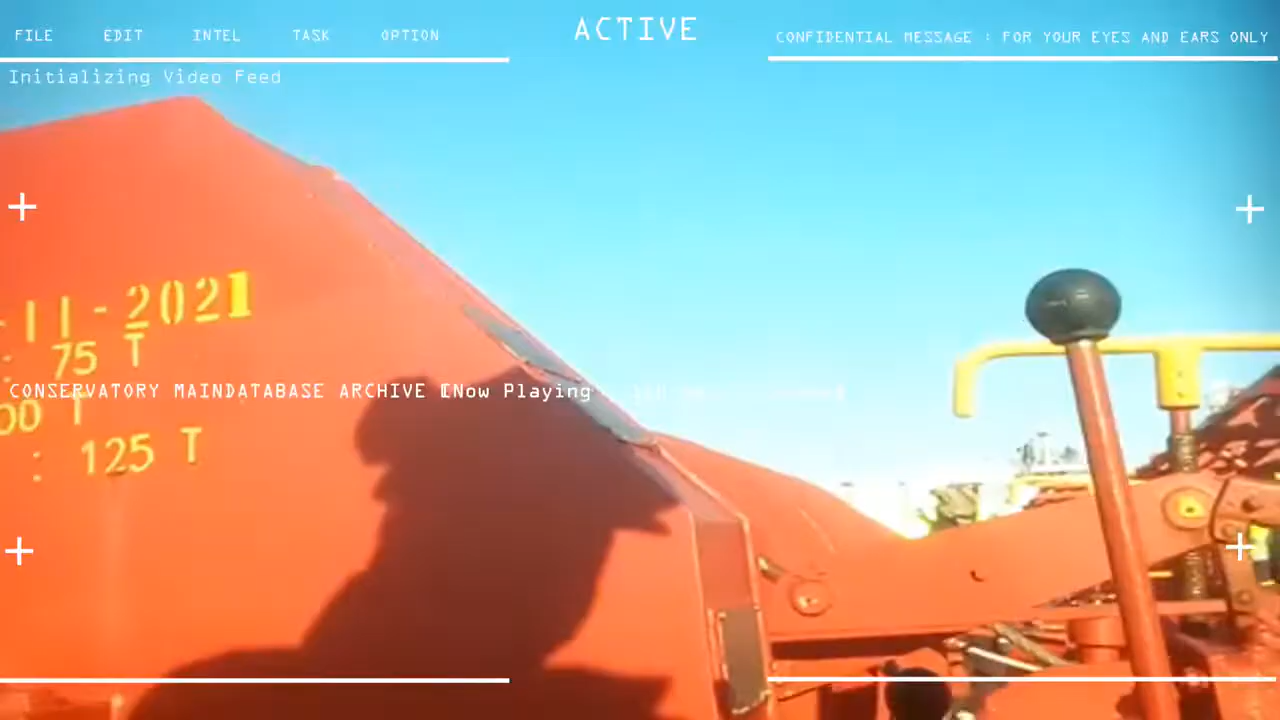 FILE EDIT INTEL TASK OPTION
ACTIVE
CONFIDENTIAL MESSAGE : FOR YOUR EYES AND EARS ONLY
Initializing Video Feed
-11-2021
: 75 T
CONSERVATORY MAINDATABASE ARCHIVE [Now Playing
00 T
: 125 T